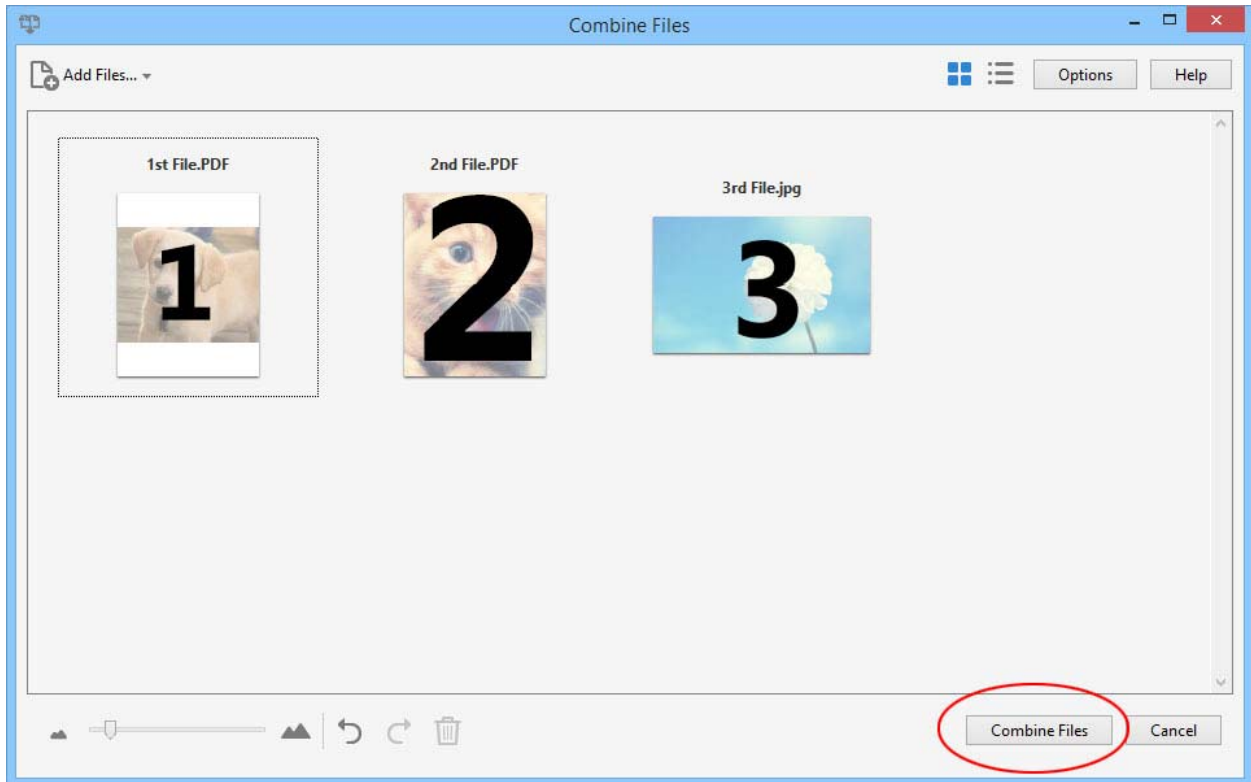 Combine Files
Add Files...
Options
Help
1st File.PDF
2nd File.PDF
3rd File.jpg
1
2
3
Combine Files
Cancel